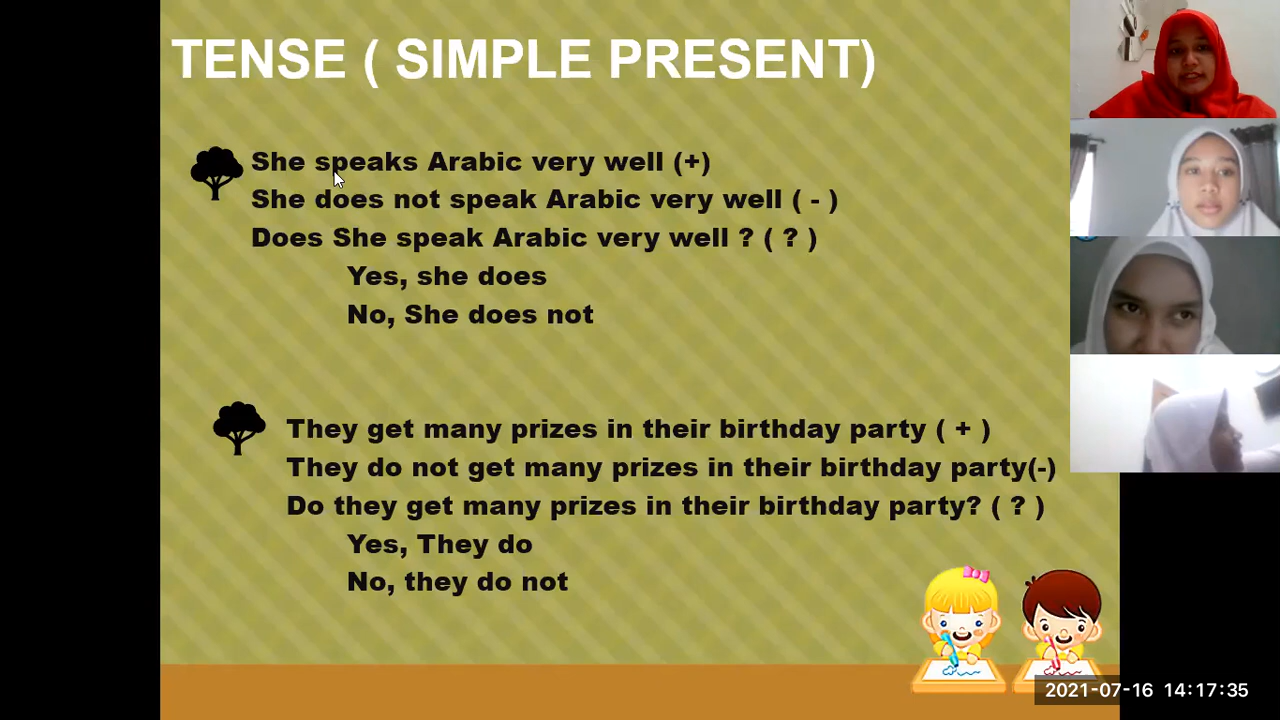 TENSE ( SIMPLE PRESENT)
She speaks Arabic very well (+)
She does not speak Arabic very well ( - )
Does She speak Arabic very well ? ( ? )
Yes, she does
No, She does not
They get many prizes in their birthday party ( + )
They do not get many prizes in their birthday party(-)
Do they get many prizes in their birthday party? ( ? )
Yes, They do
No, they do not
2021-07-16 14:17:35